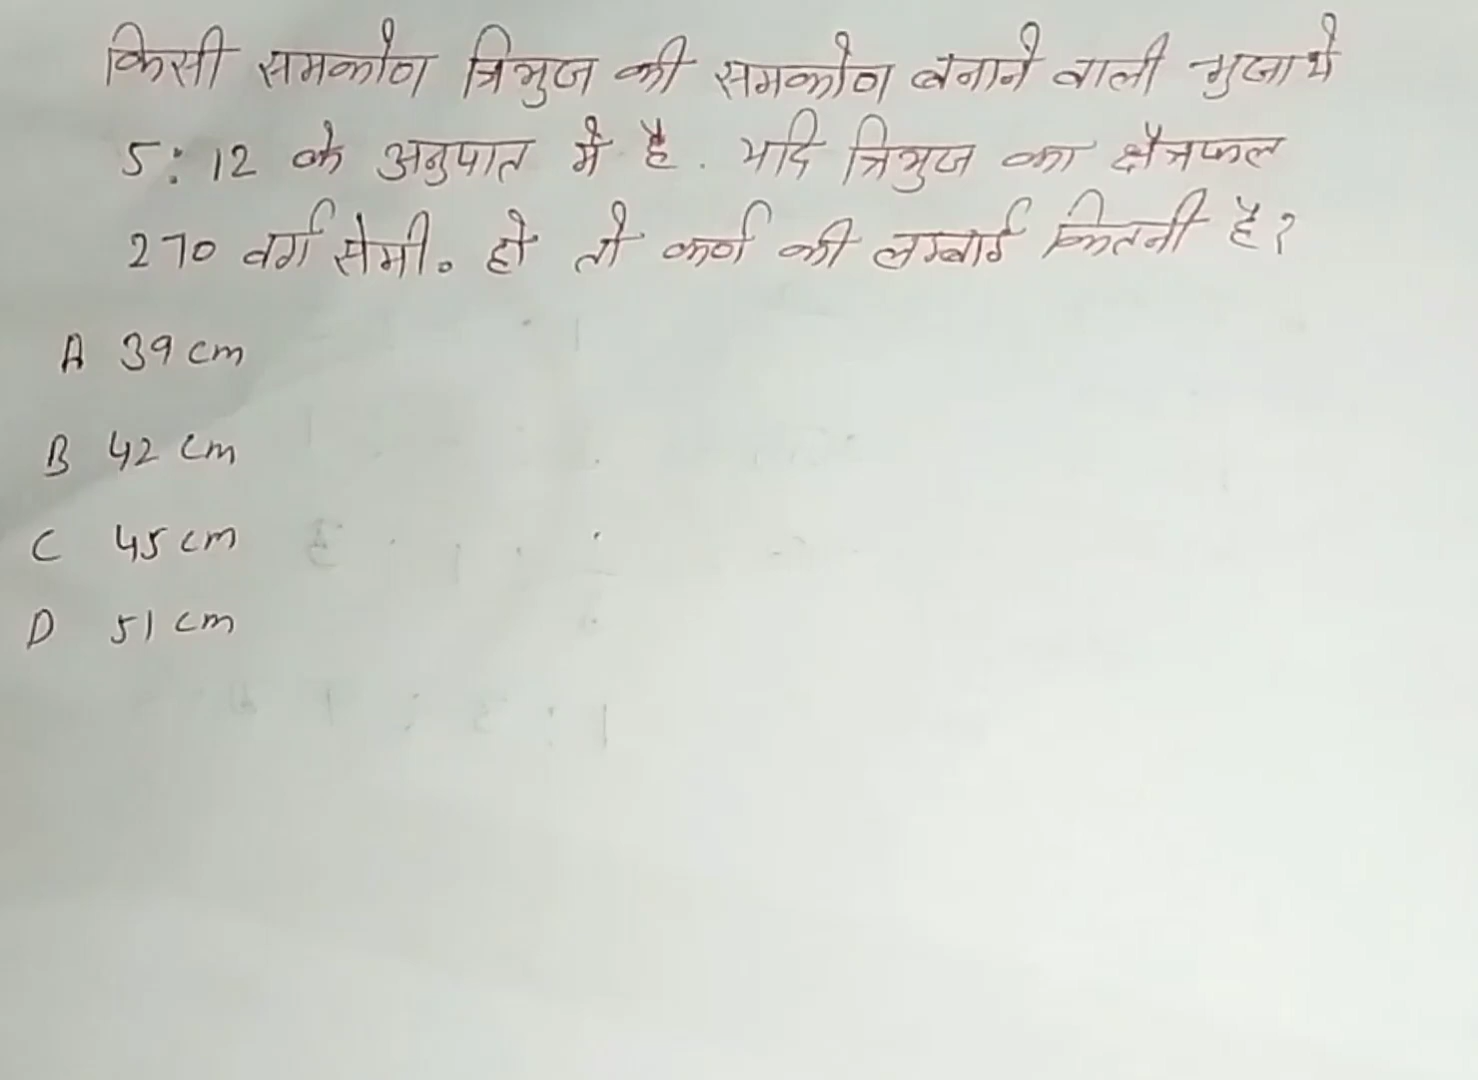 किसी समकोण त्रिभुज की समकोण बनाने वाली भुजाये
5:12 के अनुपात में है. यदि त्रिभुज का क्षैत्रफल
270 वर्ग सेमी. हो तो कर्ण की लम्बाई कितनी है?
A 39 cm
B 42 cm
C 45 cm
D 51 cm